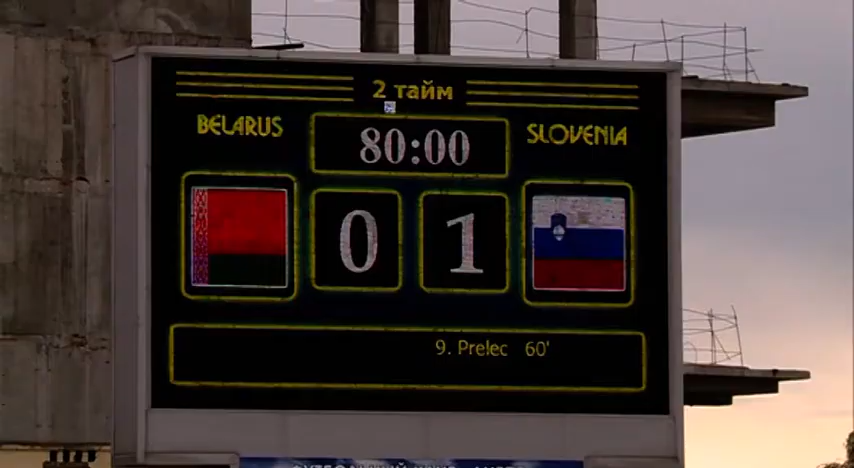 2 тайм
BELARUS
80:00
SLOVENIA
0 1
9. Prelec 60'